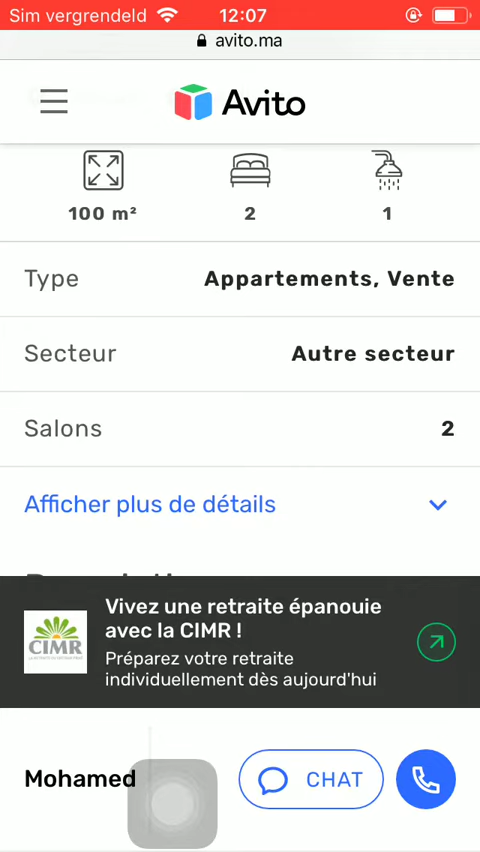 Sim vergrendeld 12:07
avito.ma
Avito
100 m² 2 1
Type Appartements, Vente
Secteur Autre secteur
Salons 2
Afficher plus de détails
Vivez une retraite épanouie
avec la CIMR !
CIMR
Préparez votre retraite
individuellement dès aujourd'hui
Mohamed CHAT